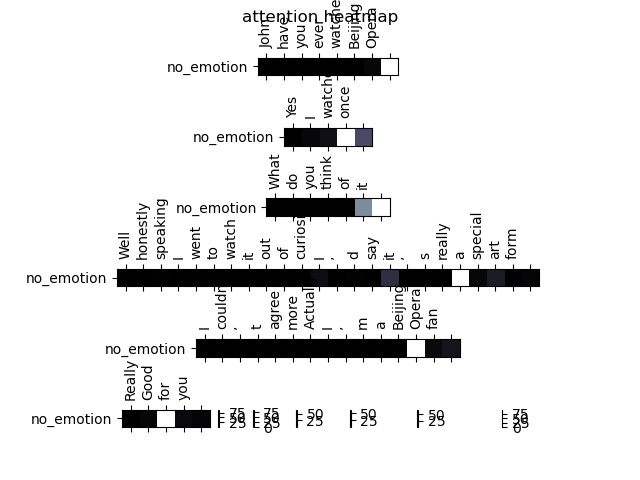 attention heatmap
John have you ever watched Beijing Opera
no_emotion
Yes I watched once
no_emotion
What do you think of it
no_emotion
Well honestly speaking I went to watch it out of curiosity I ' d say it ' s really a special art form
no_emotion
I couldn ' t agree more Actually I ' m a Beijing Opera fan
no_emotion
Really Good for you
no_emotion
75 50 25
75 50 25 0
50 25
50 25
50 25
75 50 25 0